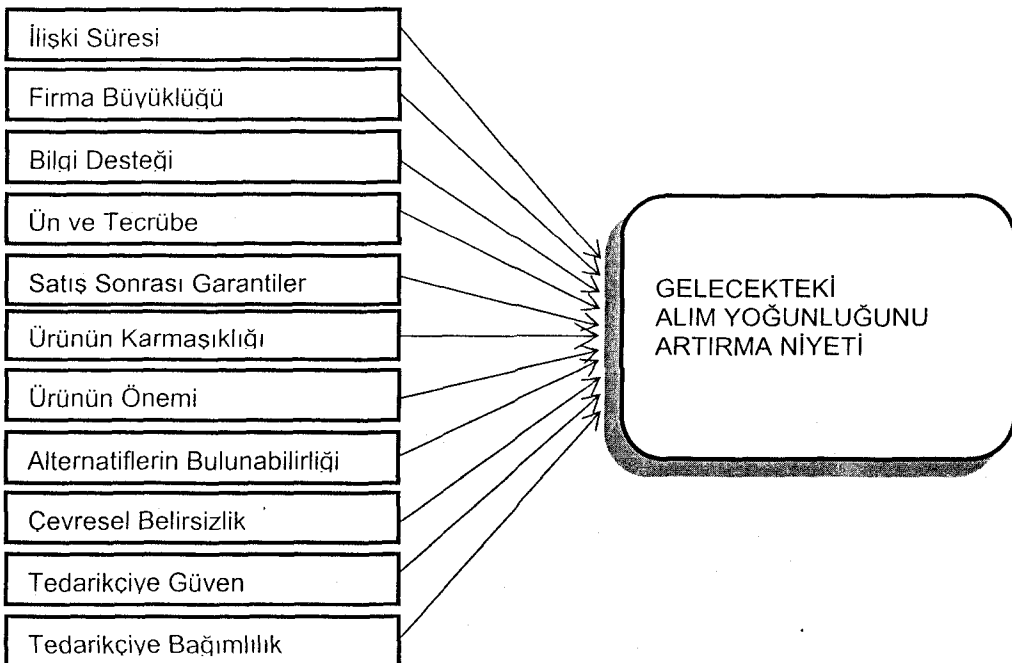 İlişki Süresi
Firma Büyüklüğü
Bilgi Desteği
Ün ve Tecrübe
Satış Sonrası Garantiler
Ürünün Karmaşıklığı
Ürünün Önemi
Alternatiflerin Bulunabilirliği
Çevresel Belirsizlik
Tedarikçiye Güven
Tedarikçiye Bağımlılık
GELECEKTEKİ
ALIM YOĞUNLUĞUNU
ARTIRMA NİYETİ